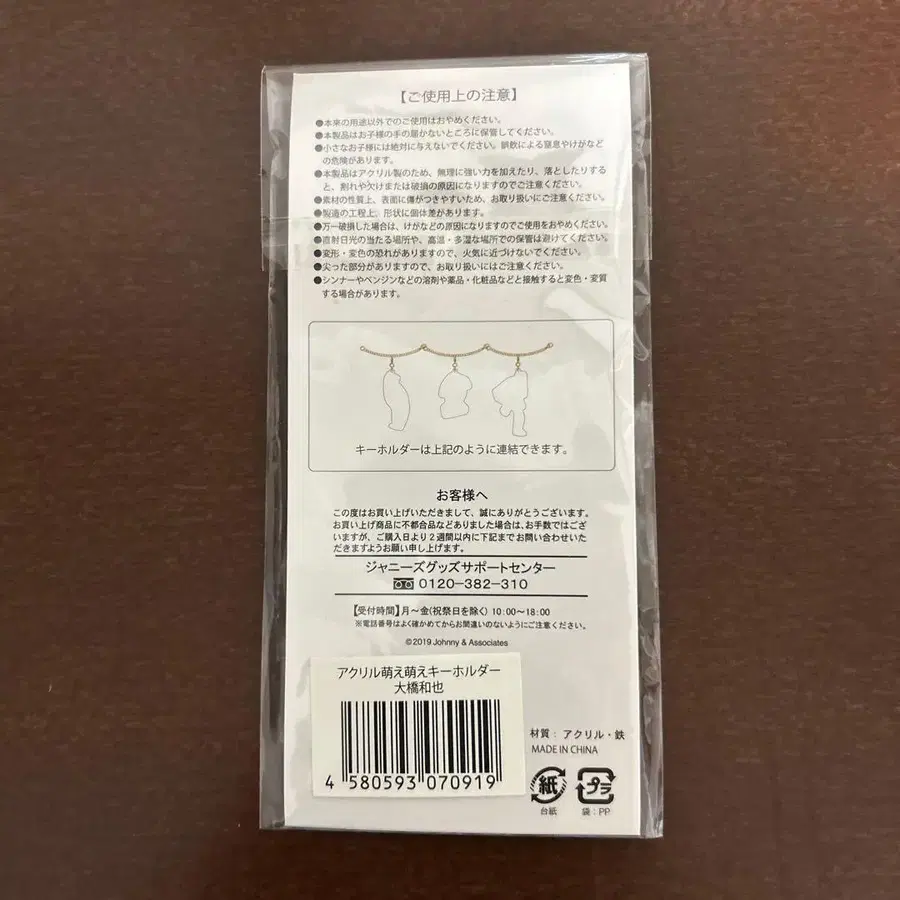 【ご使用上の注意】
●本来の用途以外でのご使用はおやめください。
●本製品はお子様の手の届かないところに保管してください。
●小さなお子様には絶対に与えないでください。誤飲による窒息やけがなど
の危険があります。
●本製品はアクリル製のため、無理に強い力を加えたり、落としたりする
と、割れや欠けまたは破損の原因になりますのでご注意ください。
●素材の性質上、表面に傷がつきやすいため、お取り扱いにご注意ください。
●製造の工程上、形状に個体差があります。
●万一破損した場合は、けがなどの原因になりますのでご使用をおやめください。
●直射日光の当たる場所や、高温・多湿な場所での保管は避けてください。
●変形・変色の恐れがありますので、火気に近づけないでください。
●尖った部分がありますので、お取り扱いにはご注意ください。
●シンナーやベンジンなどの溶剤や薬品・化粧品などと接触すると変色・変質
する場合があります。
キーホルダーは上記のように連結できます。
お客様へ
この度はお買い上げいただきまして、誠にありがとうございます。
お買い上げ商品に不都合品などありました場合は、お手数ではござ
いますが、ご購入日より2週間以内に下記までお問い合わせいた
だきますようお願い申し上げます。
ジャニーズグッズサポートセンター
0120-382-310
【受付時間】月〜金(祝祭日を除く) 10:00〜18:00
※電話番号はよく確かめてからお間違いのないようにご注意ください。
©2019 Johnny & Associates
アクリル萌え萌えキーホルダー
大橋和也
4 580593 070919
材質：アクリル・鉄
MADE IN CHINA
紙 プラ
台紙 袋：PP